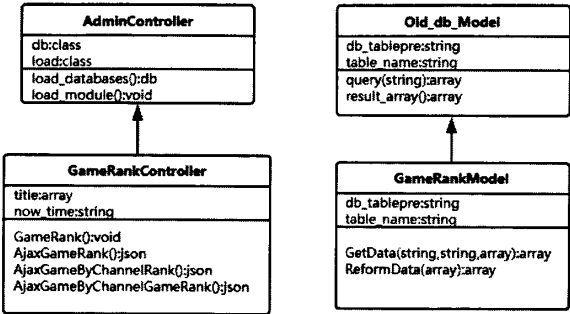 AdminController
db:class
load:class
load_databases():db
load_module():void
Old_db_Model
db_tablepre:string
table_name:string
query(string):array
result_array():array
GameRankController
title:array
now_time:string
GameRank():void
AjaxGameRank():json
AjaxGameByChannelRank():json
AjaxGameByChannelGameRank():json
GameRankModel
db_tablepre:string
table_name:string
GetData(string,string,array):array
ReformData(array):array